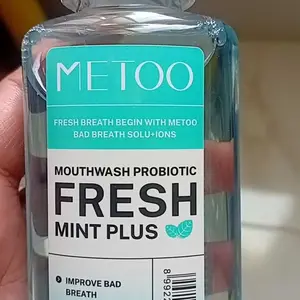 METOO
FRESH BREATH BEGIN WITH METOO
BAD BREATH SOLU+IONS
MOUTHWASH PROBIOTIC
FRESH
MINT PLUS
IMPROVE BAD
BREATH